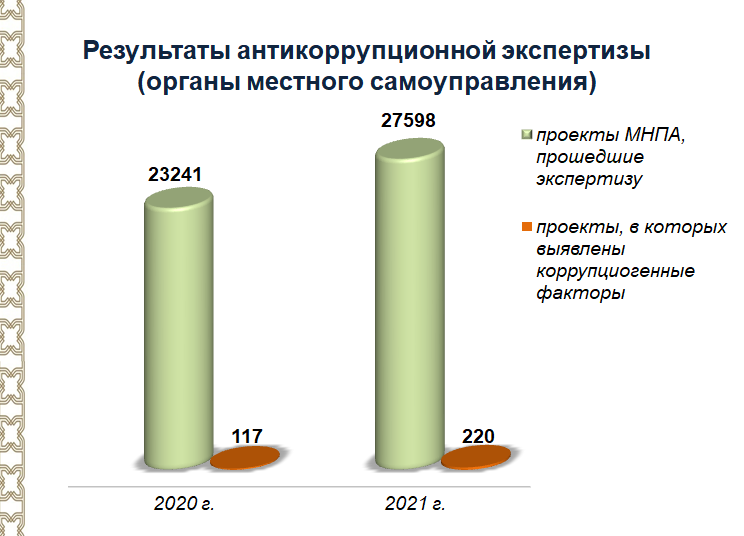 Результаты антикоррупционной экспертизы
(органы местного самоуправления)
27598
23241
проекты МНПА,
прошедшие
экспертизу
проекты, в которых
выявлены
коррупциогенные
факторы
117
220
2020 г.
2021 г.